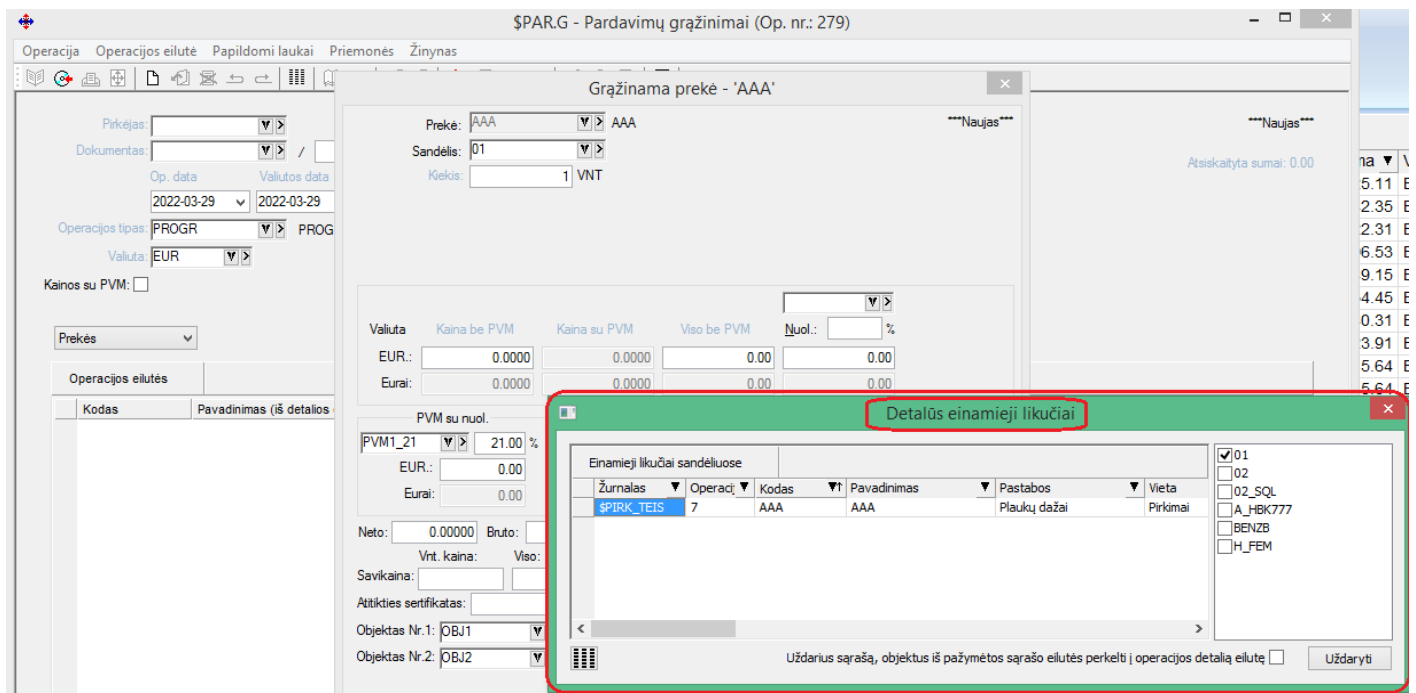 $PAR.G - Pardavimų grąžinimai (Op. nr.: 279)
Operacija Operacijos eilutė Papildomi laukai Priemonės Žinynas
Grąžinama prekė - 'AAA'
Pirkėjas:
Dokumentas: /
Op. data Valiutos data
2022-03-29 2022-03-29
Operacijos tipas: PROGR PROG
Valiuta: EUR
Kainos su PVM:
Prekės
Operacijos eilutės
Kodas Pavadinimas (iš detalios
Prekė: AAA AAA ***Naujas***
Sandėlis: 01
Kiekis: 1 VNT
***Naujas***
Atsiskaityta sumai: 0.00
Valiuta Kaina be PVM Kaina su PVM Viso be PVM Nuol.: %
EUR.: 0.0000 0.0000 0.00 0.00
Eurai: 0.0000 0.0000 0.00 0.00
PVM su nuol.
PVM1_21 21.00 %
EUR.: 0.00
Eurai: 0.00
Neto: 0.00000 Bruto:
Vnt. kaina: Viso:
Savikaina:
Atitikties sertifikatas:
Objektas Nr.1: OBJ1
Objektas Nr.2: OBJ2
Detalūs einamieji likučiai
Einamieji likučiai sandėliuose
Žurnalas Operacij Kodas Pavadinimas Pastabos Vieta
$PIRK_TEIS 7 AAA AAA Plaukų dažai Pirkimai
01
02
02_SQL
A_HBK777
BENZB
H_FEM
Uždarius sąrašą, objektus iš pažymėtos sąrašo eilutės perkelti į operacijos detalią eilutę
Uždaryti
ma V
5.11 E
2.35 E
2.31 E
6.53 E
9.15 E
4.45 E
0.31 E
3.91 E
5.64 E
5.64 E